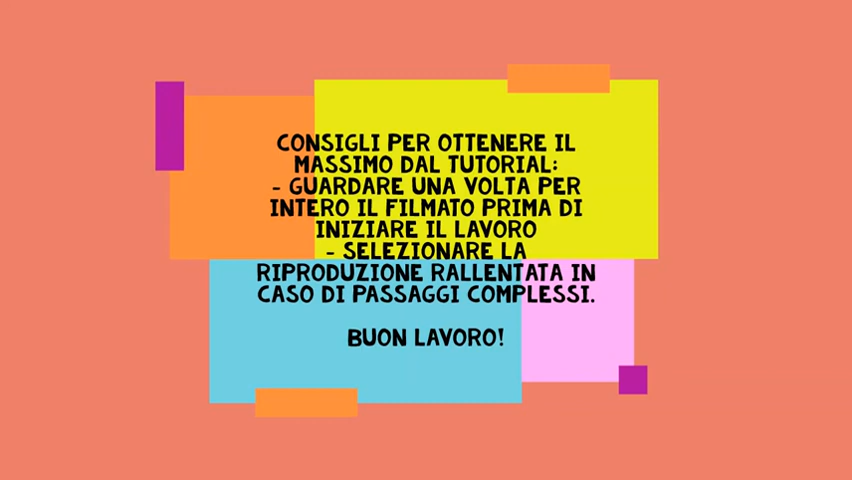 CONSIGLI PER OTTENERE IL
MASSIMO DAL TUTORIAL:
- GUARDARE UNA VOLTA PER
INTERO IL FILMATO PRIMA DI
INIZIARE IL LAVORO
- SELEZIONARE LA
RIPRODUZIONE RALLENTATA IN
CASO DI PASSAGGI COMPLESSI.
BUON LAVORO!